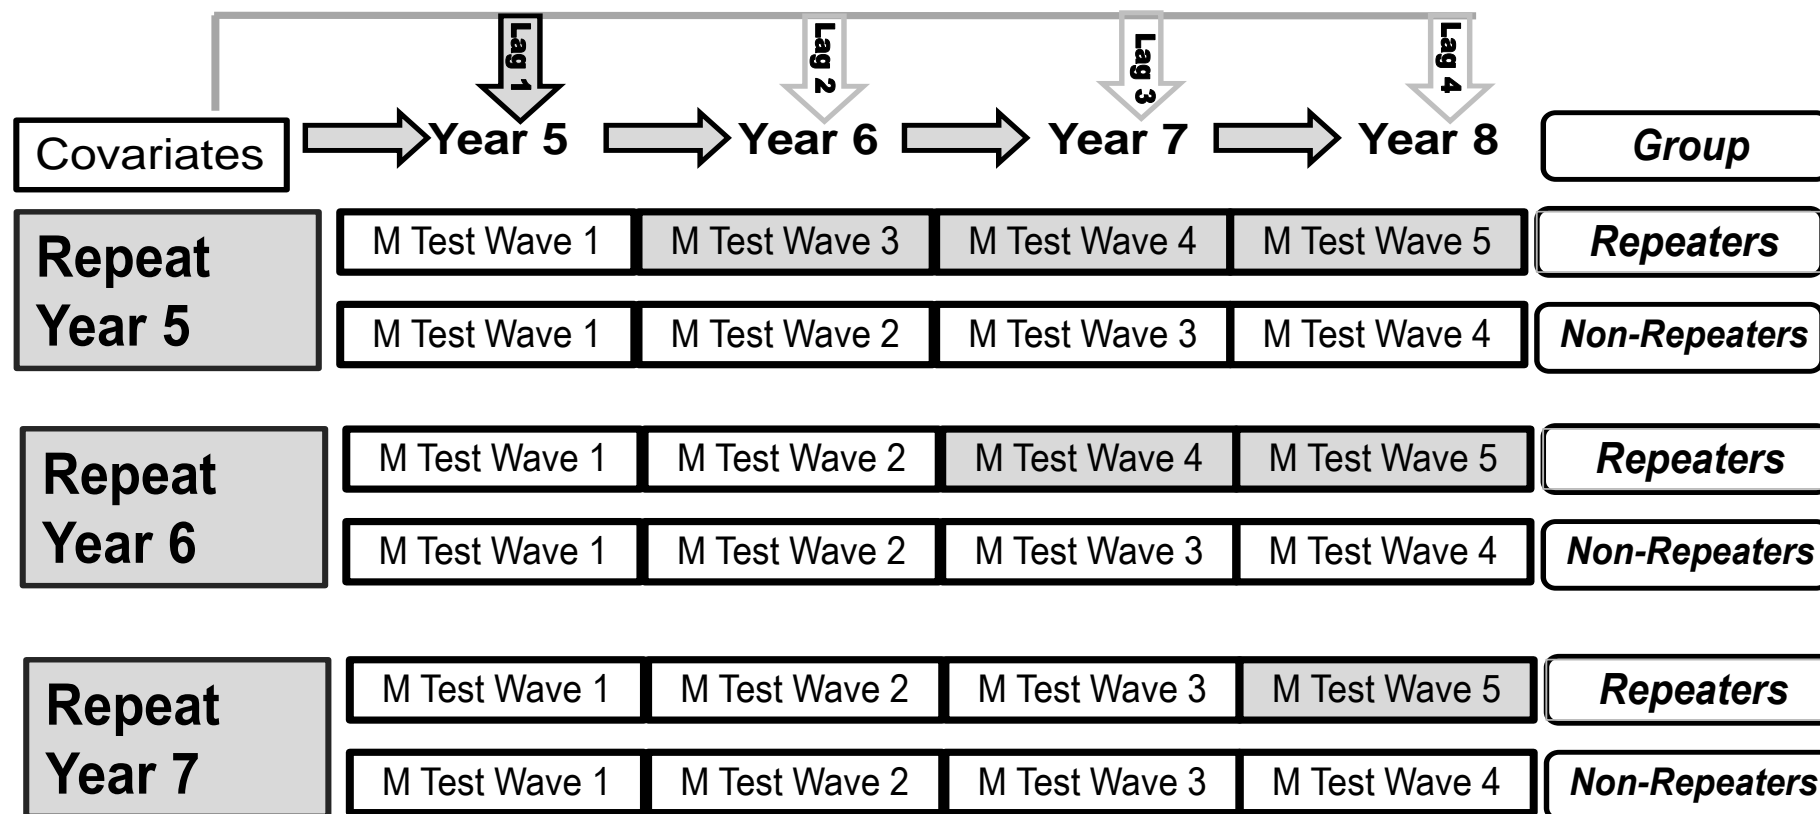 Lag 1 Lag 2 Lag 3 Lag 4
Covariates Year 5 Year 6 Year 7 Year 8 Group
Repeat
Year 5
M Test Wave 1 M Test Wave 3 M Test Wave 4 M Test Wave 5 Repeaters
M Test Wave 1 M Test Wave 2 M Test Wave 3 M Test Wave 4 Non-Repeaters
Repeat
Year 6
M Test Wave 1 M Test Wave 2 M Test Wave 4 M Test Wave 5 Repeaters
M Test Wave 1 M Test Wave 2 M Test Wave 3 M Test Wave 4 Non-Repeaters
Repeat
Year 7
M Test Wave 1 M Test Wave 2 M Test Wave 3 M Test Wave 5 Repeaters
M Test Wave 1 M Test Wave 2 M Test Wave 3 M Test Wave 4 Non-Repeaters